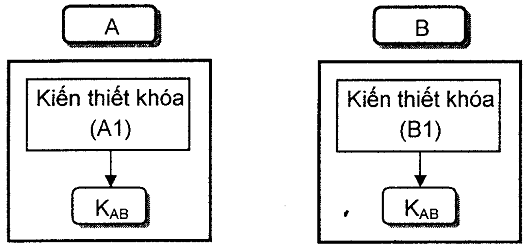 A
Kiến thiết khóa
(A1)
K_AB
B
Kiến thiết khóa
(B1)
K_AB